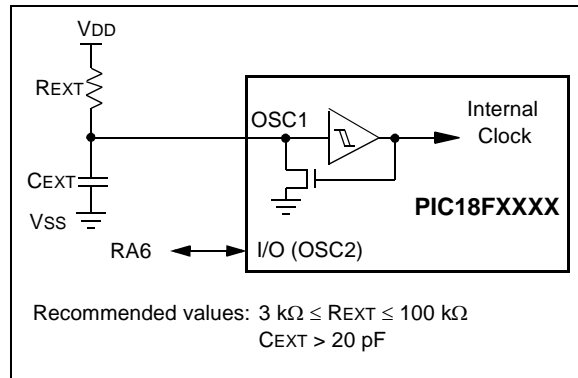 VDD
REXT
OSC1
Internal
Clock
CEXT
PIC18FXXXX
VSS
RA6
I/O (OSC2)
Recommended values: 3 kΩ ≤ REXT ≤ 100 kΩ
CEXT > 20 pF